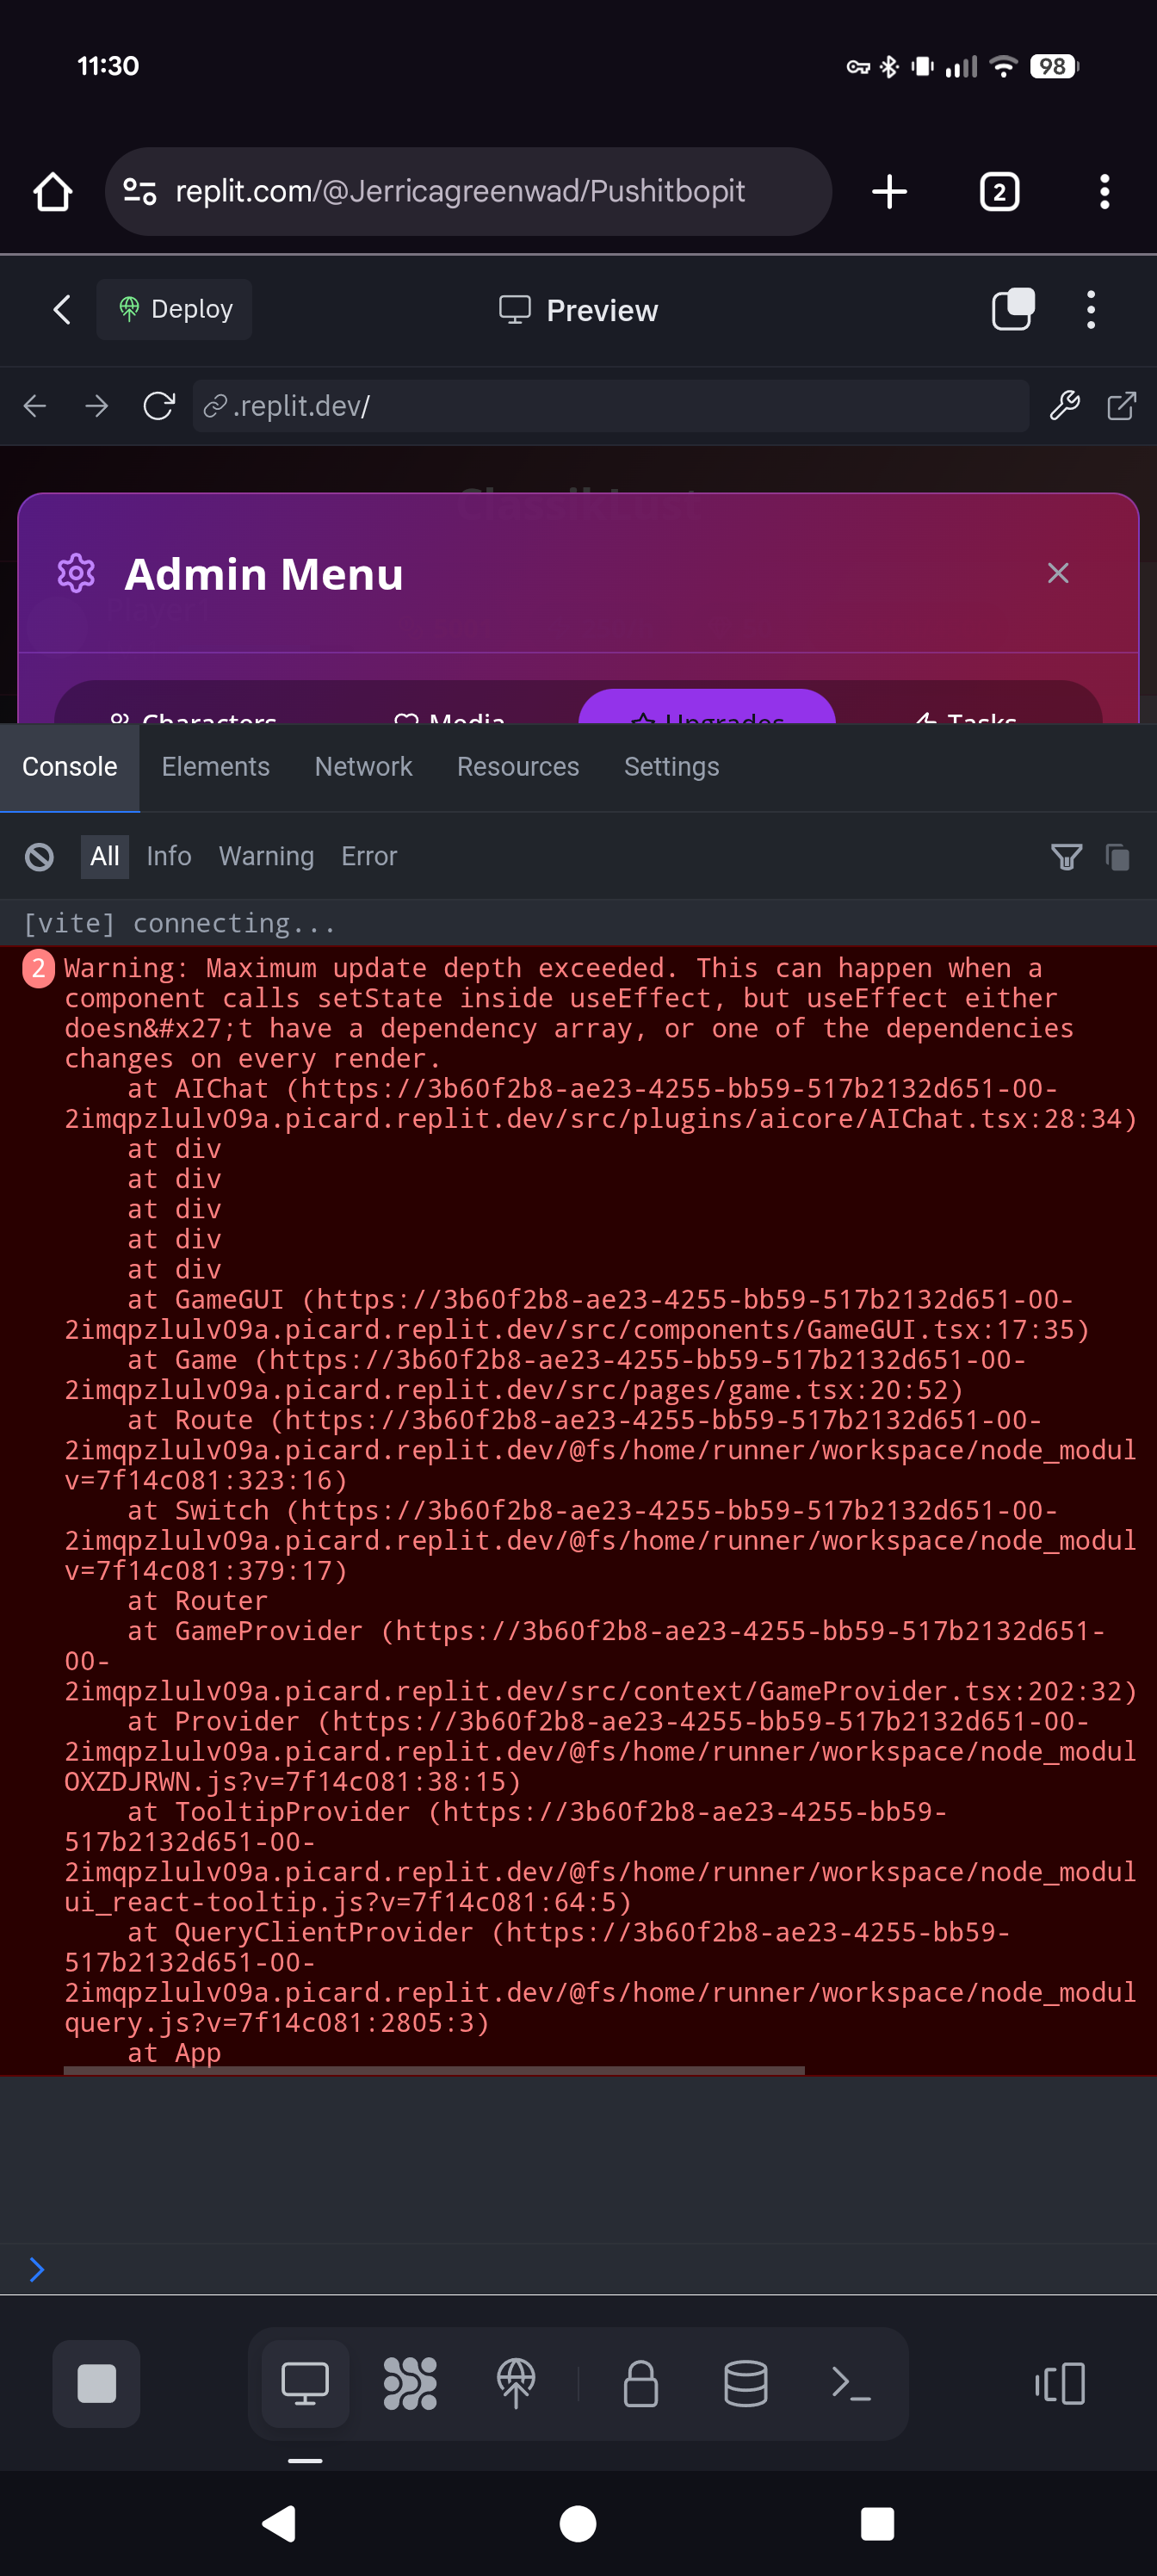 11:30
98
replit.com/@Jerricagreenwad/Pushitbopit
2
Deploy
Preview
.replit.dev/
ClassikLust
Admin Menu
Characters
Media
Upgrades
Tasks
Console
Elements
Network
Resources
Settings
All
Info
Warning
Error
[vite] connecting...
2
Warning: Maximum update depth exceeded. This can happen when a
component calls setState inside useEffect, but useEffect either
doesn&#x27;t have a dependency array, or one of the dependencies
changes on every render.
at AIChat (https://3b60f2b8-ae23-4255-bb59-517b2132d651-00-
2imqpzlulv09a.picard.replit.dev/src/plugins/aicore/AIChat.tsx:28:34)
at div
at div
at div
at div
at div
at GameGUI (https://3b60f2b8-ae23-4255-bb59-517b2132d651-00-
2imqpzlulv09a.picard.replit.dev/src/components/GameGUI.tsx:17:35)
at Game (https://3b60f2b8-ae23-4255-bb59-517b2132d651-00-
2imqpzlulv09a.picard.replit.dev/src/pages/game.tsx:20:52)
at Route (https://3b60f2b8-ae23-4255-bb59-517b2132d651-00-
2imqpzlulv09a.picard.replit.dev/@fs/home/runner/workspace/node_modul
v=7f14c081:323:16)
at Switch (https://3b60f2b8-ae23-4255-bb59-517b2132d651-00-
2imqpzlulv09a.picard.replit.dev/@fs/home/runner/workspace/node_modul
v=7f14c081:379:17)
at Router
at GameProvider (https://3b60f2b8-ae23-4255-bb59-517b2132d651-
00-
2imqpzlulv09a.picard.replit.dev/src/context/GameProvider.tsx:202:32)
at Provider (https://3b60f2b8-ae23-4255-bb59-517b2132d651-00-
2imqpzlulv09a.picard.replit.dev/@fs/home/runner/workspace/node_modul
OXZDJRWN.js?v=7f14c081:38:15)
at TooltipProvider (https://3b60f2b8-ae23-4255-bb59-
517b2132d651-00-
2imqpzlulv09a.picard.replit.dev/@fs/home/runner/workspace/node_modul
ui_react-tooltip.js?v=7f14c081:64:5)
at QueryClientProvider (https://3b60f2b8-ae23-4255-bb59-
517b2132d651-00-
2imqpzlulv09a.picard.replit.dev/@fs/home/runner/workspace/node_modul
query.js?v=7f14c081:2805:3)
at App